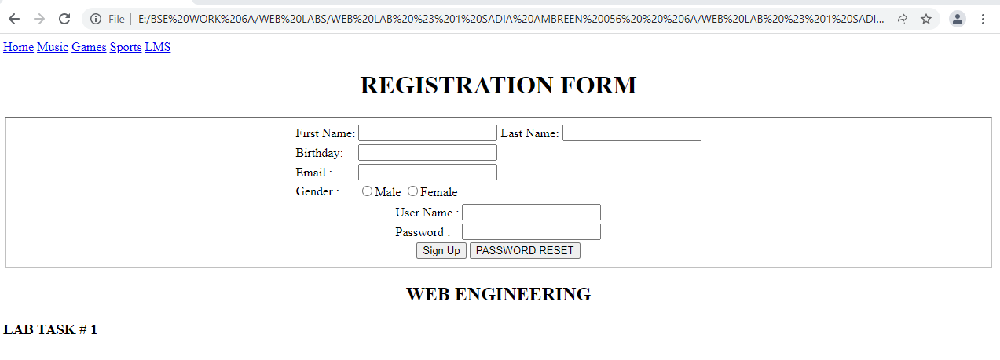 File | E:/BSE%20WORK%206A/WEB%20LABS/WEB%20LAB%20%23%201%20SADIA%20AMBREEN%20056%20%20%206A/WEB%20LAB%20%23%201%20SADI...
Home Music Games Sports LMS
REGISTRATION FORM
First Name: Last Name:
Birthday:
Email :
Gender : Male Female
User Name :
Password :
Sign Up PASSWORD RESET
WEB ENGINEERING
LAB TASK # 1